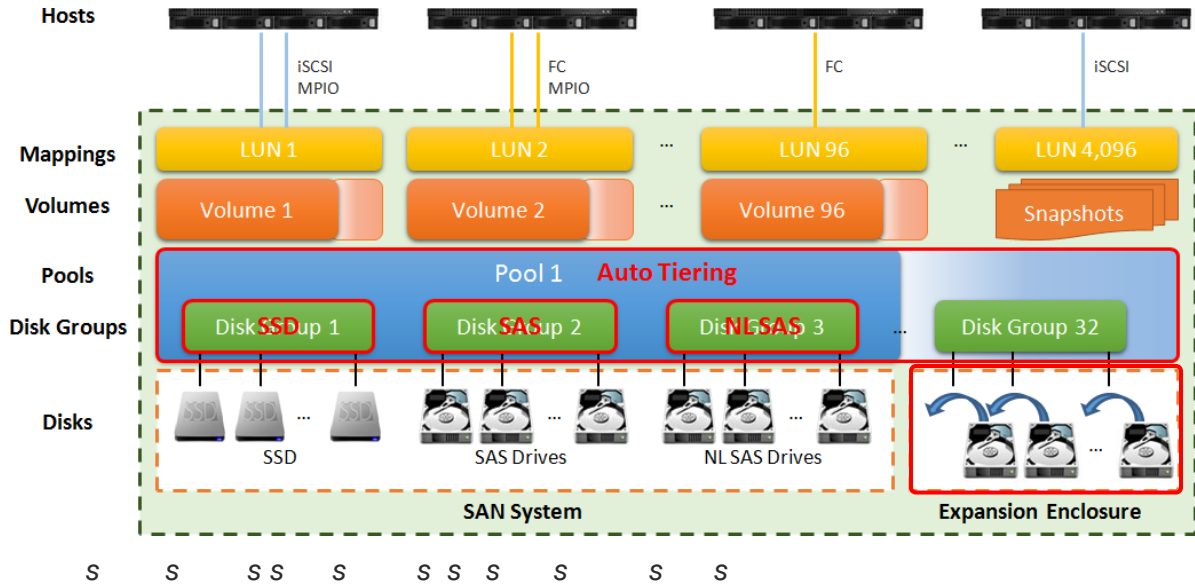 Hosts
iSCSI
MPIO
FC
MPIO
FC
iSCSI
Mappings
LUN 1
LUN 2
...
LUN 96
...
LUN 4,096
Volumes
Volume 1
Volume 2
...
Volume 96
Snapshots
Pools
Pool 1
Auto Tiering
Disk Groups
Disk Group 1
SSD
Disk Group 2
SAS
Disk Group 3
NL SAS
...
Disk Group 32
Disks
SSD
SSD
...
SSD
...
...
...
SSD
SAS Drives
NL SAS Drives
SAN System
Expansion Enclosure
S S S S S S S S S S S